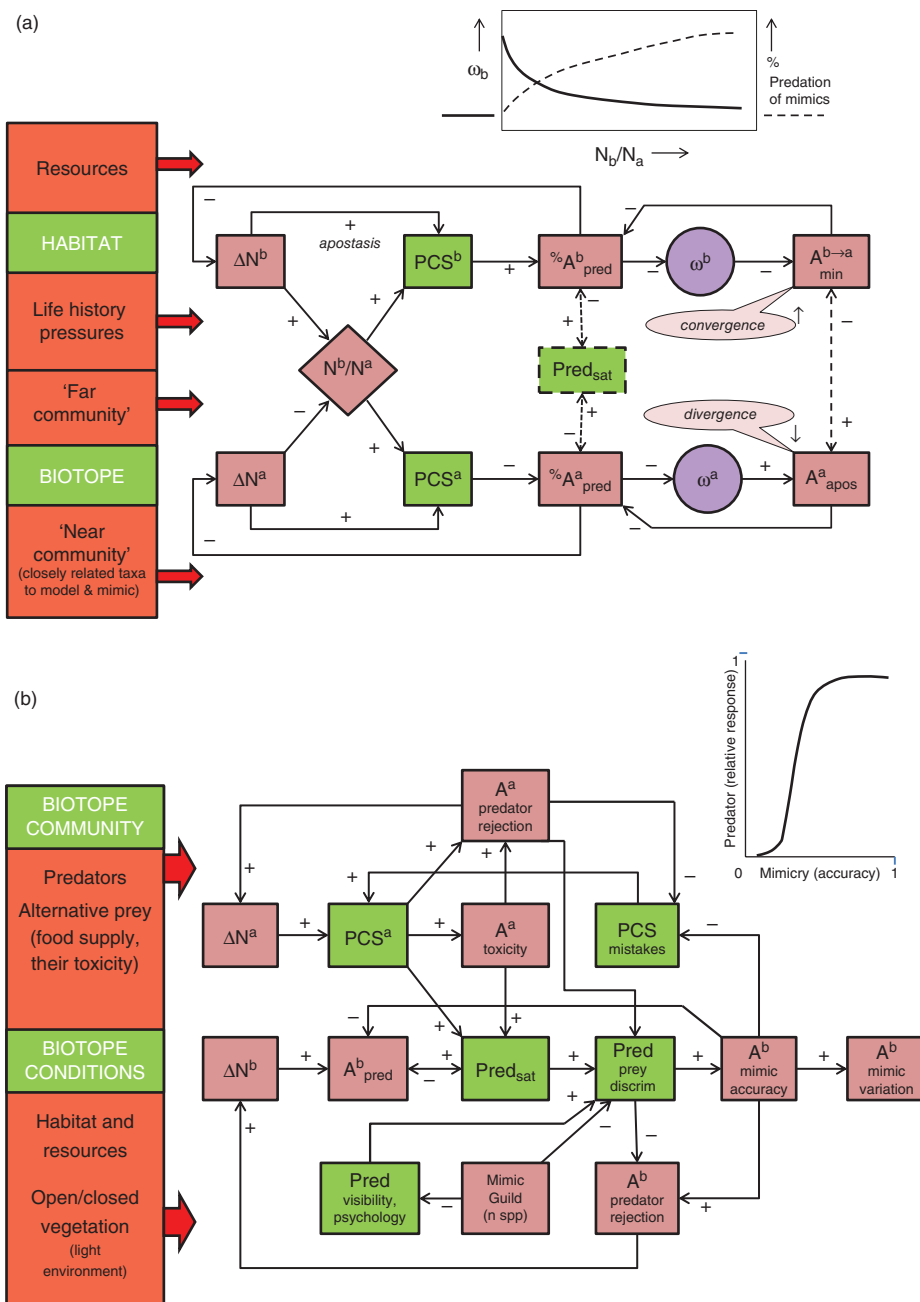 (a)
ω_b
%
Predation
of mimics
N_b/N_a
Resources
HABITAT
Life history
pressures
'Far
community'
BIOTOPE
'Near
community'
(closely related taxa
to model & mimic)
–
+
apostasis
ΔN^b
PCS^b
+
%A^b_pred
–
–
ω^b
–
A^b→a
min
+
+
–
+
convergence
↑
–
N^b/N^a
Pred_sat
–
+
+
–
divergence
↓
+
ΔN^a
PCS^a
–
%A^a_pred
–
ω^a
+
A^a_apos
+
–
–
(b)
1
Predator (relative response)
0
Mimicry (accuracy)
1
BIOTOPE
COMMUNITY
Predators
Alternative prey
(food supply,
their toxicity)
BIOTOPE
CONDITIONS
Habitat and
resources
Open/closed
vegetation
(light
environment)
A^a
predator
rejection
+
+
+
+
–
ΔN^a
+
PCS^a
+
A^a
toxicity
PCS
mistakes
–
–
+
+
ΔN^b
+
A^b_pred
+
–
Pred_sat
+
Pred
prey
discrim
+
A^b
mimic
accuracy
+
A^b
mimic
variation
+
+
–
–
Pred
visibility,
psychology
–
Mimic
Guild
(n spp)
A^b
predator
rejection
+